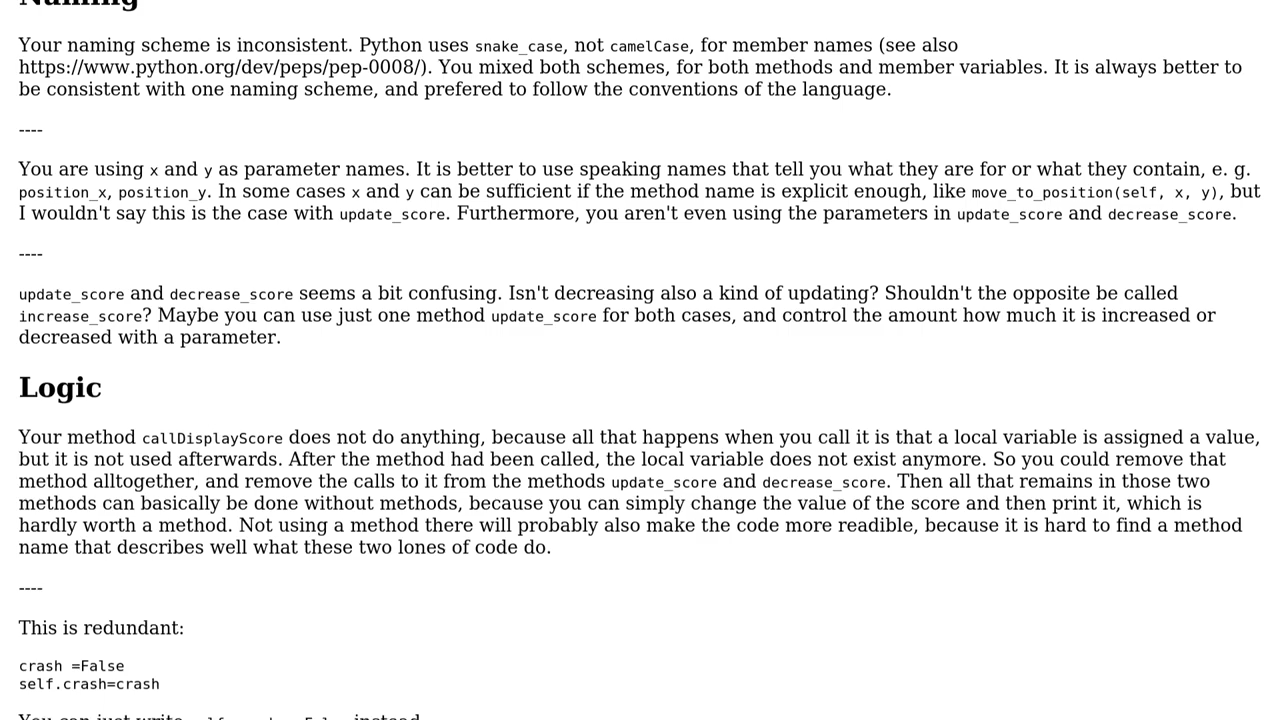 Naming
Your naming scheme is inconsistent. Python uses snake_case, not camelCase, for member names (see also
https://www.python.org/dev/peps/pep-0008/). You mixed both schemes, for both methods and member variables. It is always better to
be consistent with one naming scheme, and prefered to follow the conventions of the language.
----
You are using x and y as parameter names. It is better to use speaking names that tell you what they are for or what they contain, e. g.
position_x, position_y. In some cases x and y can be sufficient if the method name is explicit enough, like move_to_position(self, x, y), but
I wouldn't say this is the case with update_score. Furthermore, you aren't even using the parameters in update_score and decrease_score.
----
update_score and decrease_score seems a bit confusing. Isn't decreasing also a kind of updating? Shouldn't the opposite be called
increase_score? Maybe you can use just one method update_score for both cases, and control the amount how much it is increased or
decreased with a parameter.
Logic
Your method callDisplayScore does not do anything, because all that happens when you call it is that a local variable is assigned a value,
but it is not used afterwards. After the method had been called, the local variable does not exist anymore. So you could remove that
method alltogether, and remove the calls to it from the methods update_score and decrease_score. Then all that remains in those two
methods can basically be done without methods, because you can simply change the value of the score and then print it, which is
hardly worth a method. Not using a method there will probably also make the code more readible, because it is hard to find a method
name that describes well what these two lones of code do.
----
This is redundant:
crash =False
self.crash=crash
You can just write
instead